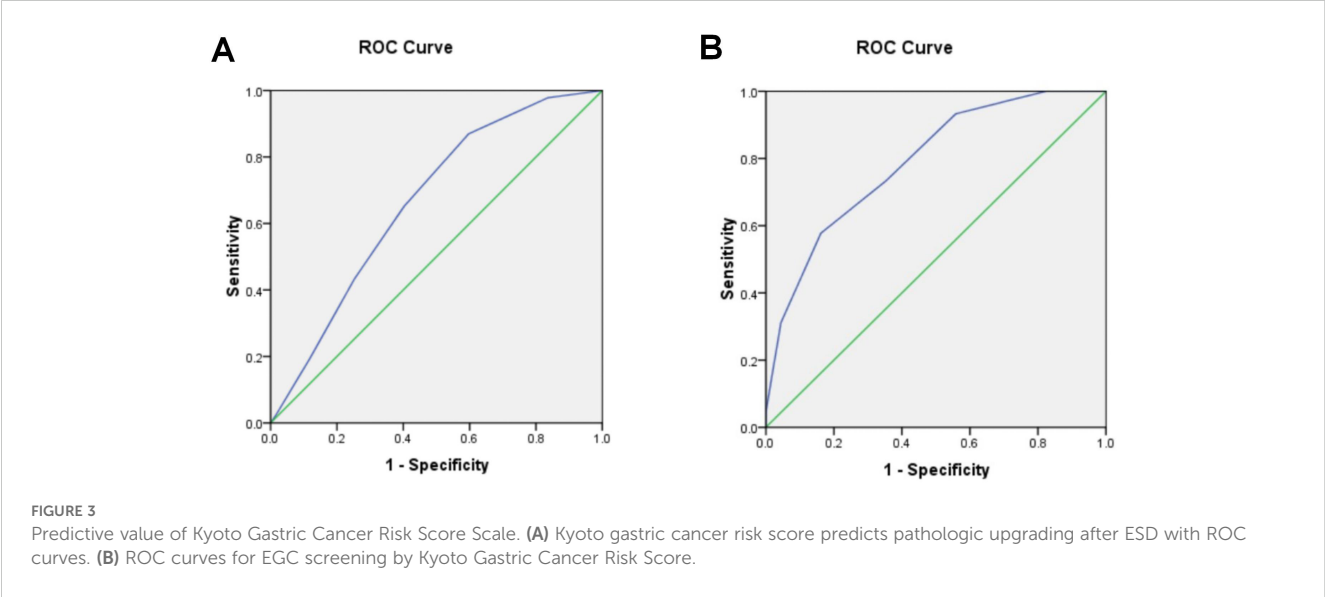 A
ROC Curve
1.0
0.8
0.6
0.4
0.2
0.0
Sensitivity
0.0 0.2 0.4 0.6 0.8 1.0
1 - Specificity
B
ROC Curve
1.0
0.8
0.6
0.4
0.2
0.0
Sensitivity
0.0 0.2 0.4 0.6 0.8 1.0
1 - Specificity
FIGURE 3
Predictive value of Kyoto Gastric Cancer Risk Score Scale. (A) Kyoto gastric cancer risk score predicts pathologic upgrading after ESD with ROC
curves. (B) ROC curves for EGC screening by Kyoto Gastric Cancer Risk Score.